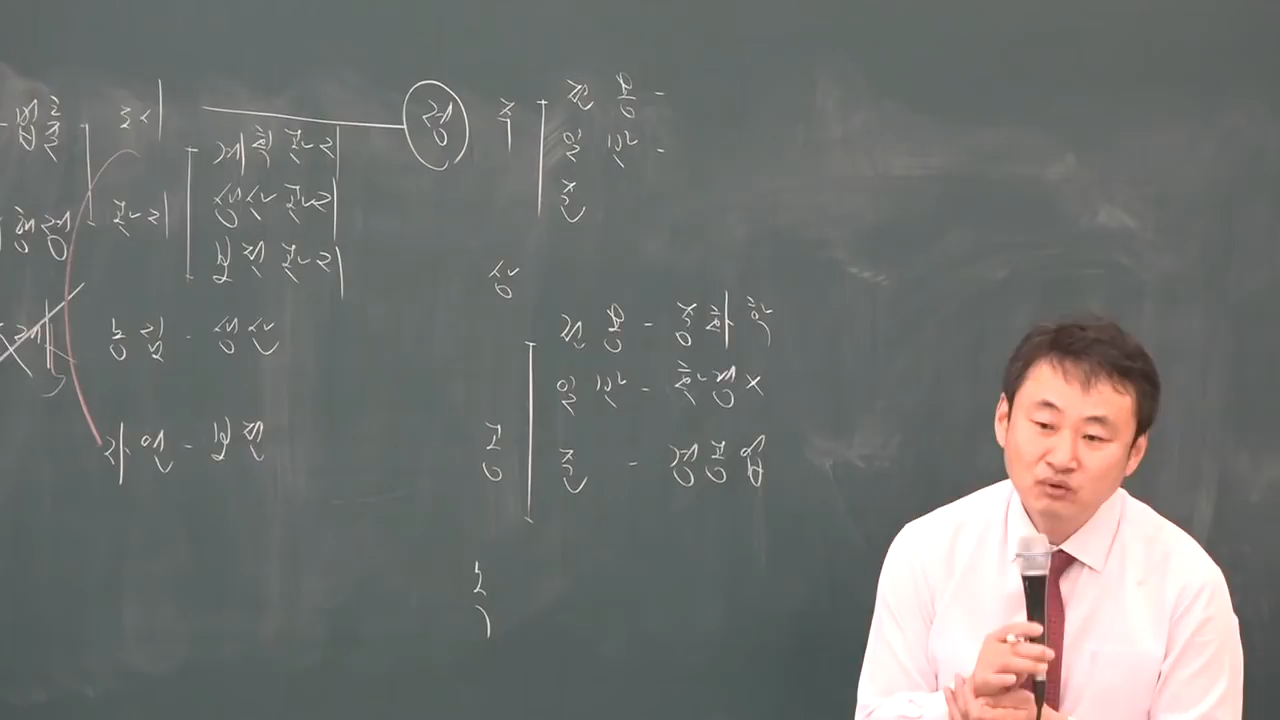 법률 도시 정 주 전용 -
계획관리 일반 -
행정 관리 생산관리 준
보전관리
상
전용 - 중화학
농림 - 생산
일반 - 환경 x
자연 - 보전 공 준 - 경공업
녹